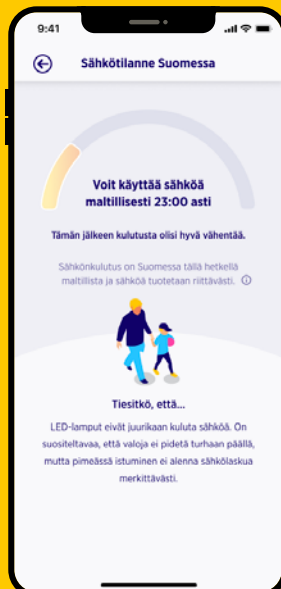 9:41
Sähkötilanne Suomessa
Voit käyttää sähköä
maltillisesti 23:00 asti
Tämän jälkeen kulutusta olisi hyvä vähentää.
Sähkönkulutus on Suomessa tällä hetkellä
maltillista ja sähköä tuotetaan riittävästi.
Tiesitkö, että...
LED-lamput eivät juurikaan kuluta sähköä. On
suositeltavaa, että valoja ei pidetä turhaan päällä,
mutta pimeässä istuminen ei alenna sähkölaskua
merkittävästi.